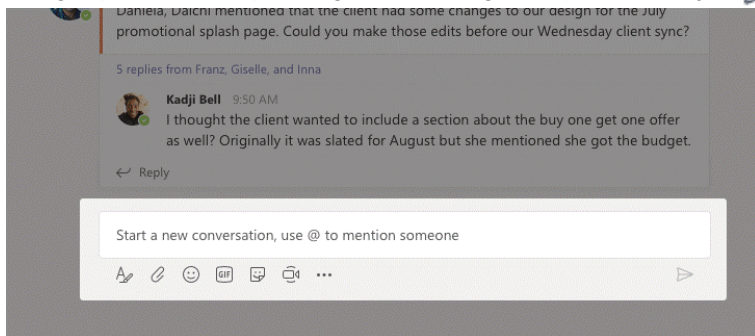 Daniela, Daichi mentioned that the client had some changes to our design for the July
promotional splash page. Could you make those edits before our Wednesday client sync?
5 replies from Franz, Giselle, and Inna
Kadji Bell 9:50 AM
I thought the client wanted to include a section about the buy one get one offer
as well? Originally it was slated for August but she mentioned she got the budget.
Reply
Start a new conversation, use @ to mention someone
GIF